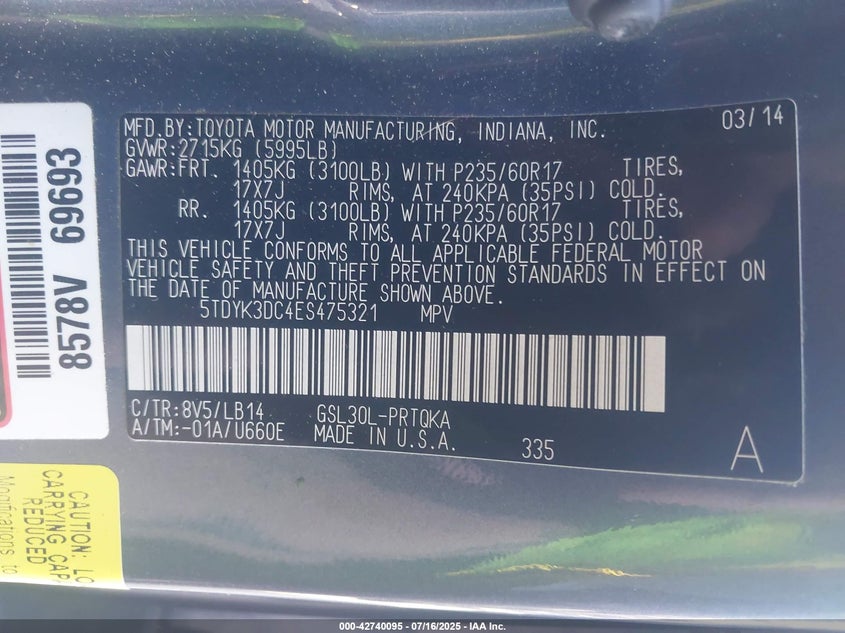 MFD.BY:TOYOTA MOTOR MANUFACTURING, INDIANA, INC. 03/14
GVWR:2715KG (5995LB)
GAWR:FRT. 1405KG (3100LB) WITH P235/60R17 TIRES,
17X7J RIMS, AT 240KPA (35PSI) COLD.
RR. 1405KG (3100LB) WITH P235/60R17 TIRES,
17X7J RIMS, AT 240KPA (35PSI) COLD.
THIS VEHICLE CONFORMS TO ALL APPLICABLE FEDERAL MOTOR
VEHICLE SAFETY AND THEFT PREVENTION STANDARDS IN EFFECT ON
THE DATE OF MANUFACTURE SHOWN ABOVE.
5TDYK3DC4ES475321 MPV
C/TR:8V5/LB14 GSL30L-PRTQKA
A/TM:-01A/U660E MADE IN U.S.A. 335 A
8578V 69693
CAUTION: LO
CARRYING CAP
REDUCED
Modifications to
000-42740095 - 07/16/2025 - IAA Inc.